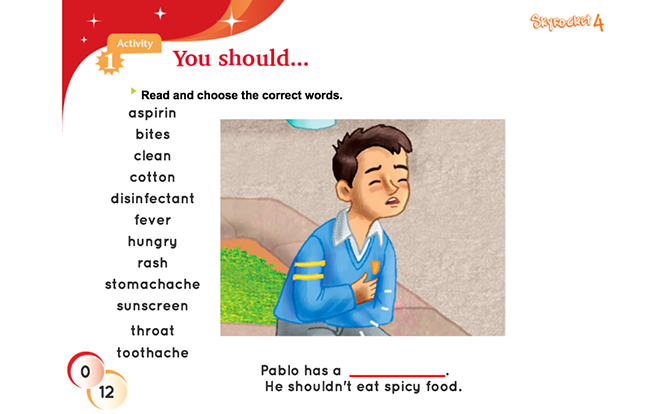 Skyrocket 4
Activity
1
You should...
Read and choose the correct words.
aspirin
bites
clean
cotton
disinfectant
fever
hungry
rash
stomachache
sunscreen
throat
toothache
0
12
Pablo has a ____________.
He shouldn't eat spicy food.